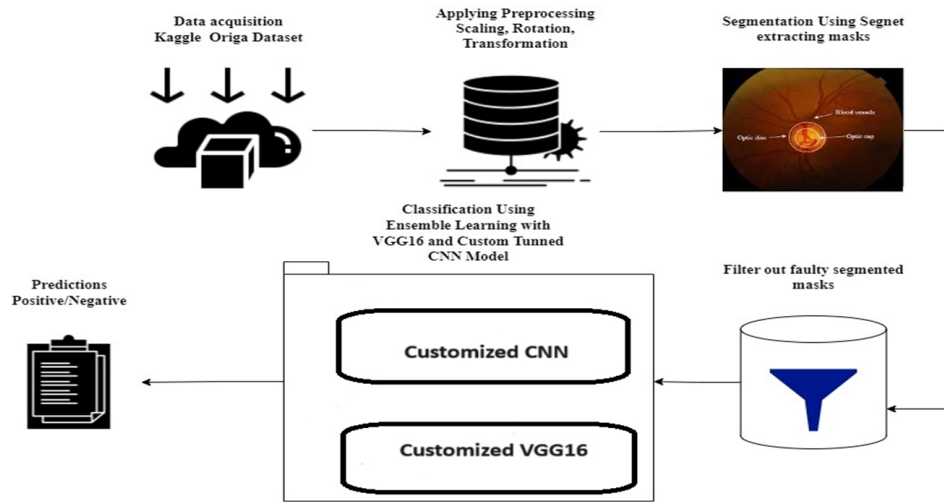 Data acquisition
Kaggle Origa Dataset
Applying Preprocessing
Scaling, Rotation,
Transformation
Segmentation Using Segnet
extracting masks
Blood vessels
Optic disc
Optic cup
Classification Using
Ensemble Learning with
VGG16 and Custom Tunned
CNN Model
Filter out faulty segmented
masks
Customized CNN
Customized VGG16
Predictions
Positive/Negative